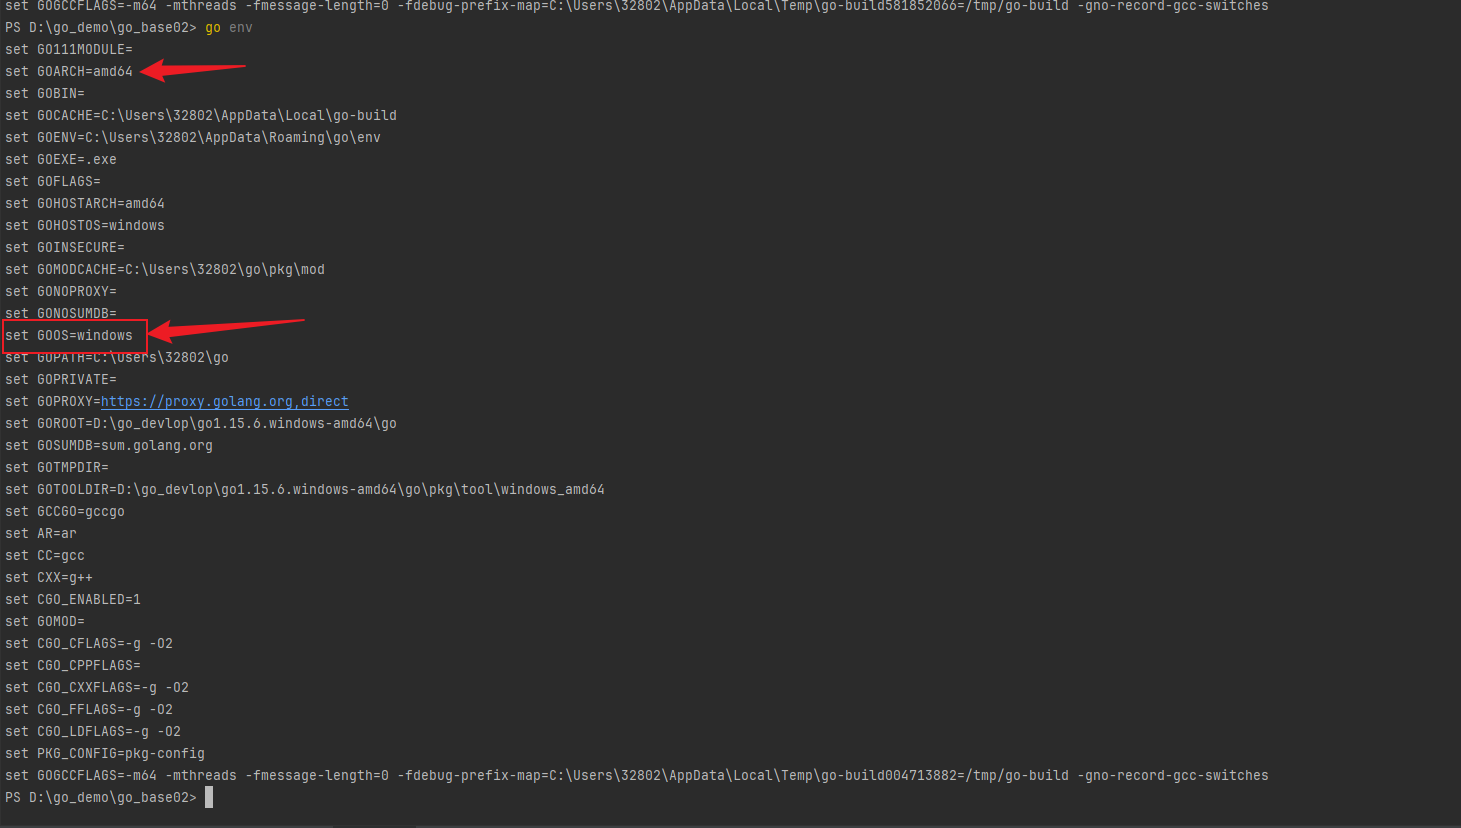 set GOGCCFLAGS=-m64 -mthreads -fmessage-length=0 -fdebug-prefix-map=C:\Users\32802\AppData\Local\Temp\go-build581852066=/tmp/go-build -gno-record-gcc-switches
PS D:\go_demo\go_base02> go env
set GO111MODULE=
set GOARCH=amd64
set GOBIN=
set GOCACHE=C:\Users\32802\AppData\Local\go-build
set GOENV=C:\Users\32802\AppData\Roaming\go\env
set GOEXE=.exe
set GOFLAGS=
set GOHOSTARCH=amd64
set GOHOSTOS=windows
set GOINSECURE=
set GOMODCACHE=C:\Users\32802\go\pkg\mod
set GONOPROXY=
set GONOSUMDB=
set GOOS=windows
set GOPATH=C:\Users\32802\go
set GOPRIVATE=
set GOPROXY=https://proxy.golang.org,direct
set GOROOT=D:\go_devlop\go1.15.6.windows-amd64\go
set GOSUMDB=sum.golang.org
set GOTMPDIR=
set GOTOOLDIR=D:\go_devlop\go1.15.6.windows-amd64\go\pkg\tool\windows_amd64
set GCCGO=gccgo
set AR=ar
set CC=gcc
set CXX=g++
set CGO_ENABLED=1
set GOMOD=
set CGO_CFLAGS=-g -O2
set CGO_CPPFLAGS=
set CGO_CXXFLAGS=-g -O2
set CGO_FFLAGS=-g -O2
set CGO_LDFLAGS=-g -O2
set PKG_CONFIG=pkg-config
set GOGCCFLAGS=-m64 -mthreads -fmessage-length=0 -fdebug-prefix-map=C:\Users\32802\AppData\Local\Temp\go-build004713882=/tmp/go-build -gno-record-gcc-switches
PS D:\go_demo\go_base02>